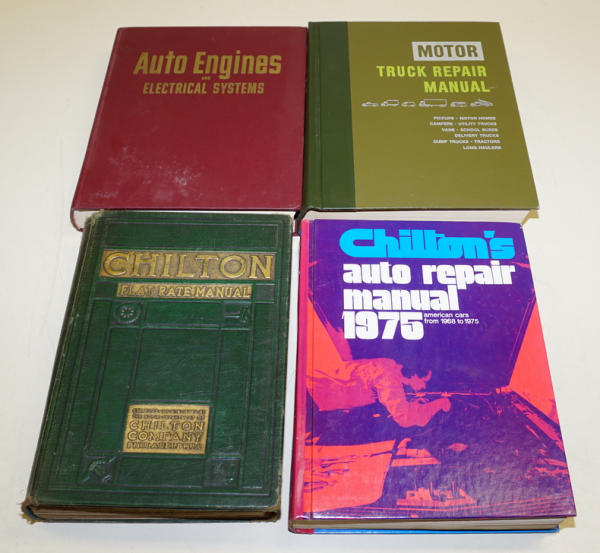 Auto Engines
AND
ELECTRICAL SYSTEMS
MOTOR
TRUCK REPAIR
MANUAL
PICKUPS • MOTOR HOMES
CAMPERS • UTILITY TRUCKS
VANS • SCHOOL BUSES
DELIVERY TRUCKS
DUMP TRUCKS • TRACTORS
LONG HAULERS
CHILTON
FLAT RATE MANUAL
CHILTON
COMPANY
PHILADELPHIA
Chilton's
auto repair
manual
1975
american cars
from 1968 to 1975